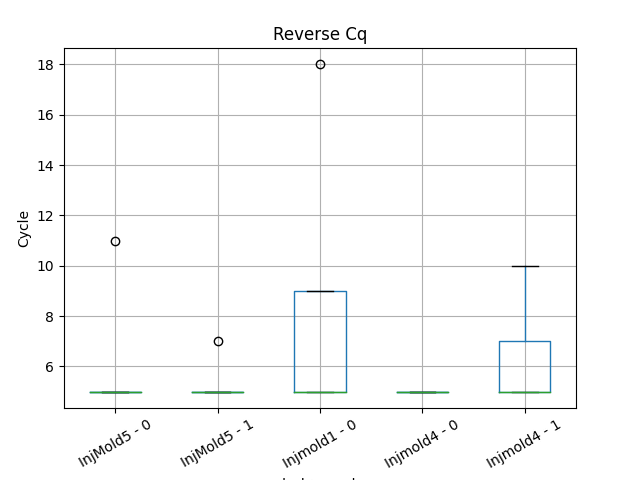 Reverse Cq
Cycle
18
16
14
12
10
8
6
InjMold5 - 0
InjMold5 - 1
Injmold1 - 0
Injmold4 - 0
Injmold4 - 1